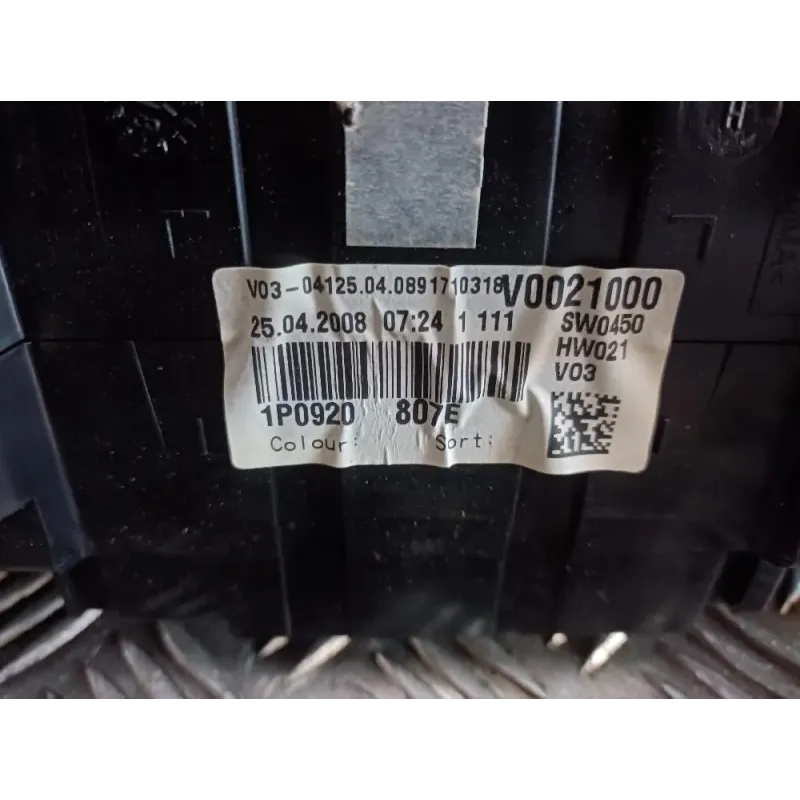 V03-04125.04.0891710318
V0021000
25.04.2008 07:24 1 111
SW0450
HW021
V03
1P0920 807E
Colour: Sort:
H